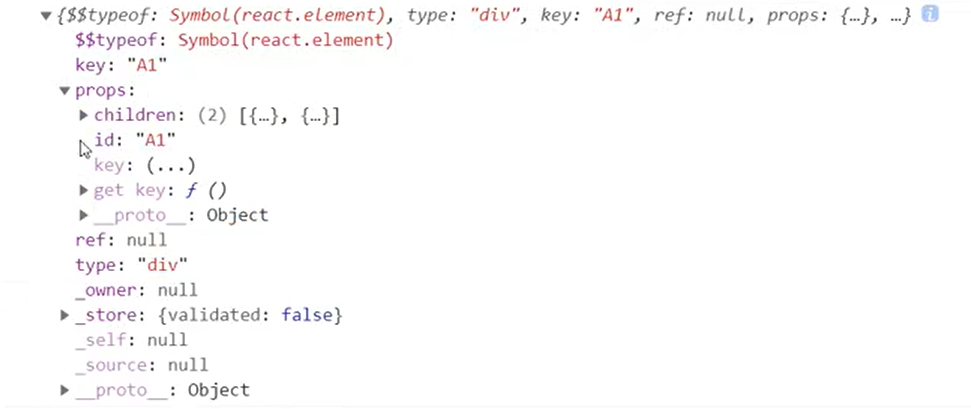 ▼{$$typeof: Symbol(react.element), type: "div", key: "A1", ref: null, props: {…}, …} i
$$typeof: Symbol(react.element)
key: "A1"
▼props:
▶children: (2) [{…}, {…}]
id: "A1"
key: (...)
▶get key: ƒ ()
▶__proto__: Object
ref: null
type: "div"
_owner: null
▶_store: {validated: false}
_self: null
_source: null
▶__proto__: Object